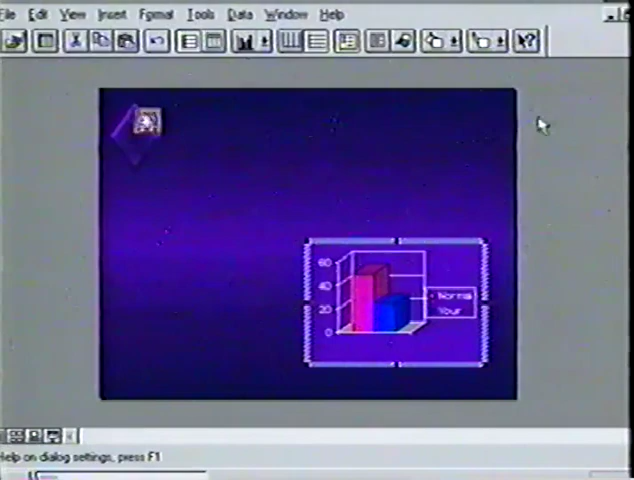 File Edit View Insert Format Tools Data Window Help
60
40
20
0
Normal
Your
Help on dialog settings, press F1